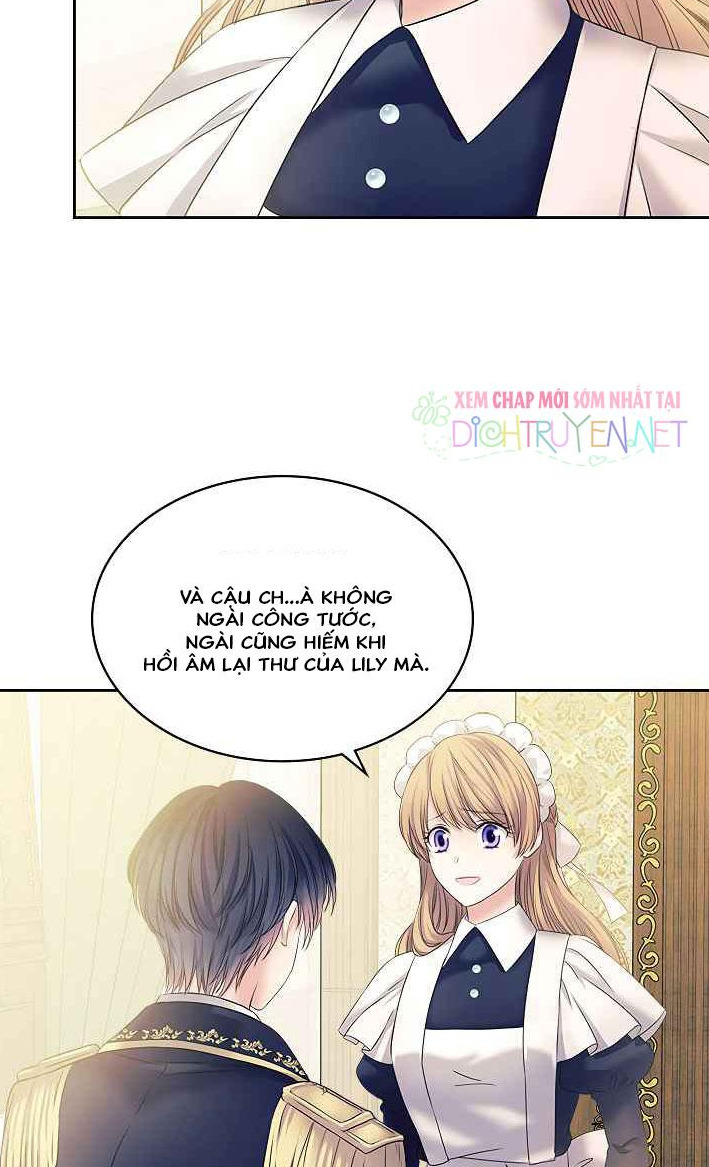 XEM CHAP MỚI SỚM NHẤT TẠI
DICHTRUYEN.NET
VÀ CẬU CH...À KHÔNG
NGÀI CÔNG TƯỚC,
NGÀI CŨNG HIẾM KHI
HỒI ÂM LẠI THƯ CỦA LILY MÀ.